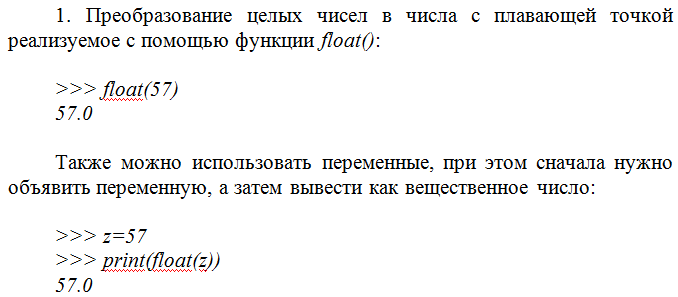 1. Преобразование целых чисел в числа с плавающей точкой
реализуемое с помощью функции float():
>>> float(57)
57.0
Также можно использовать переменные, при этом сначала нужно
объявить переменную, а затем вывести как вещественное число:
>>> z=57
>>> print(float(z))
57.0